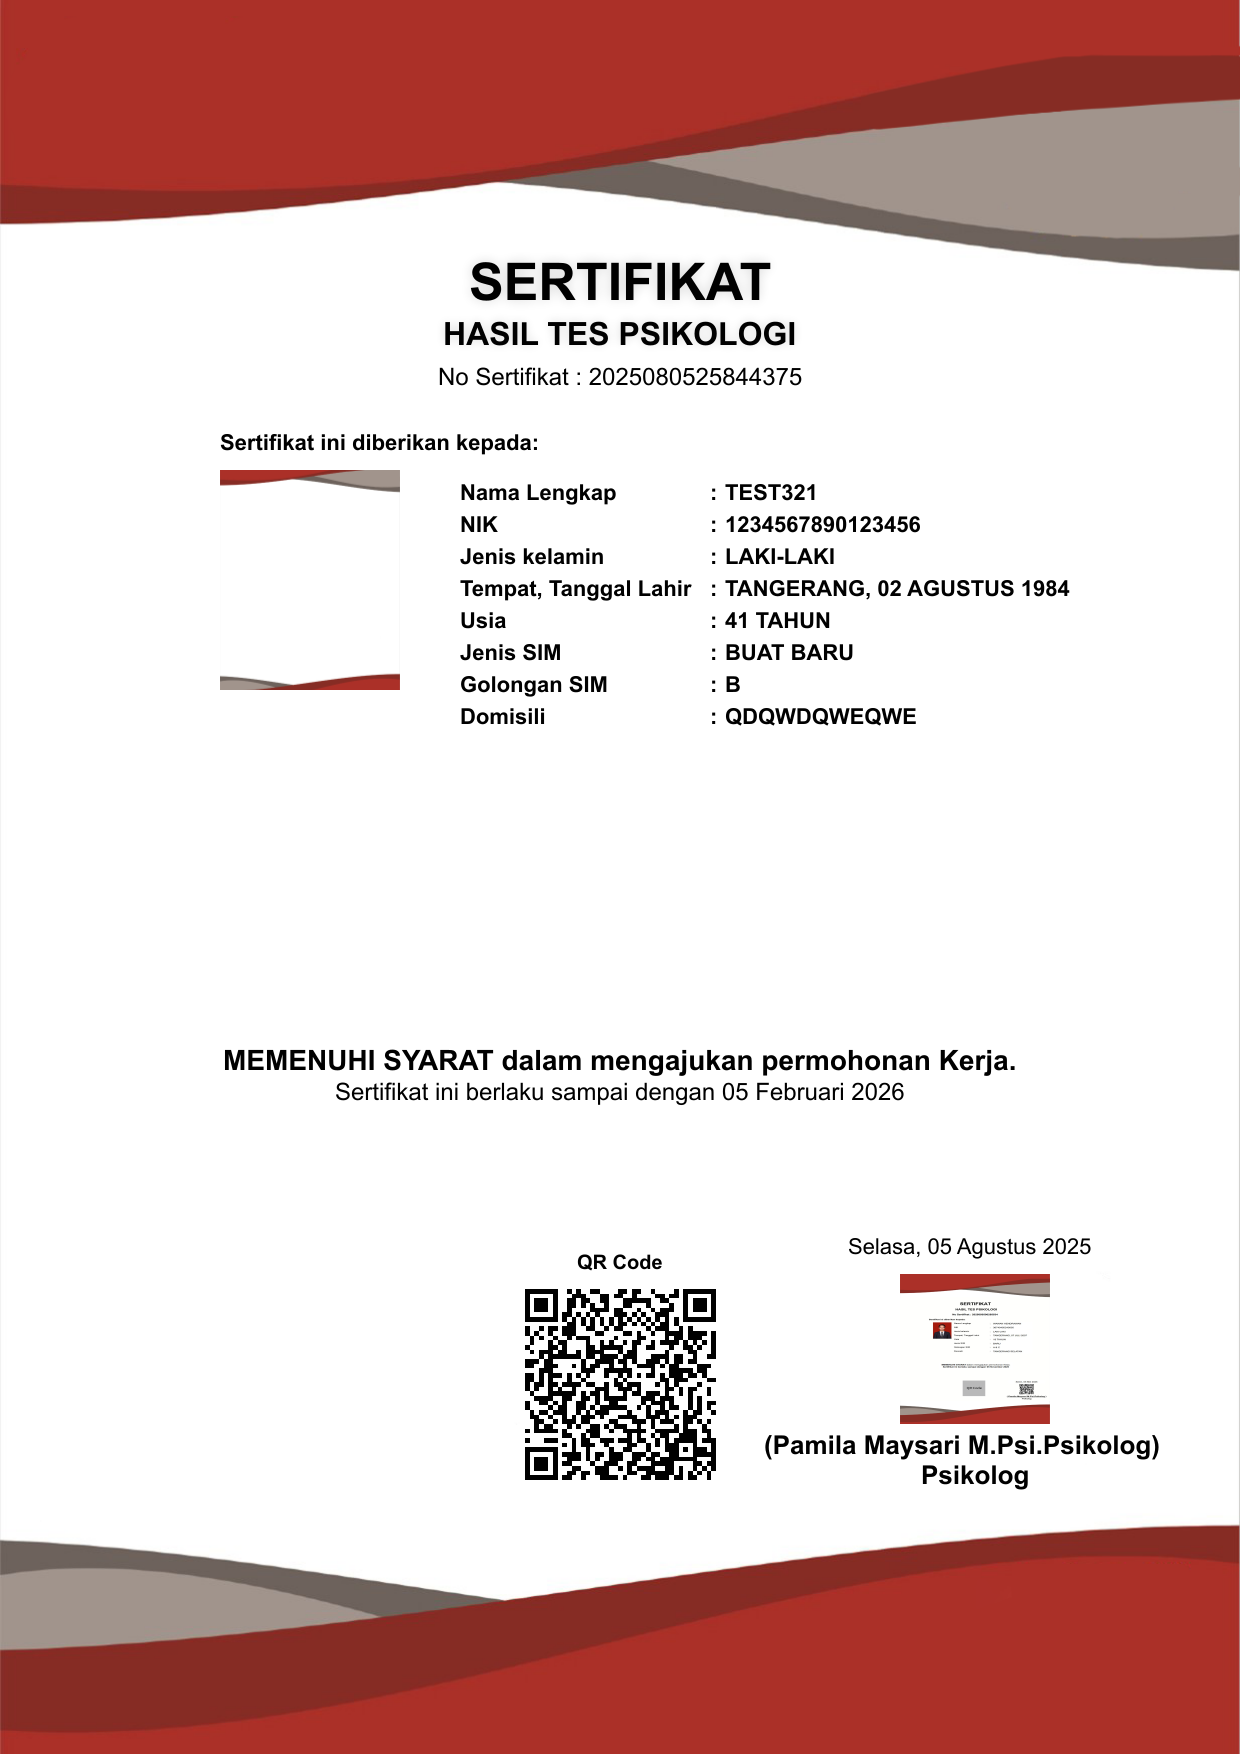 SERTIFIKAT
HASIL TES PSIKOLOGI
No Sertifikat : 2025080525844375
Sertifikat ini diberikan kepada:
Nama Lengkap : TEST321
NIK : 1234567890123456
Jenis kelamin : LAKI-LAKI
Tempat, Tanggal Lahir : TANGERANG, 02 AGUSTUS 1984
Usia : 41 TAHUN
Jenis SIM : BUAT BARU
Golongan SIM : B
Domisili : QDQWDQWEQWE
MEMENUHI SYARAT dalam mengajukan permohonan Kerja.
Sertifikat ini berlaku sampai dengan 05 Februari 2026
Selasa, 05 Agustus 2025
QR Code
SERTIFIKAT
HASIL TES PSIKOLOGI
(Pamila Maysari M.Psi.Psikolog)
Psikolog